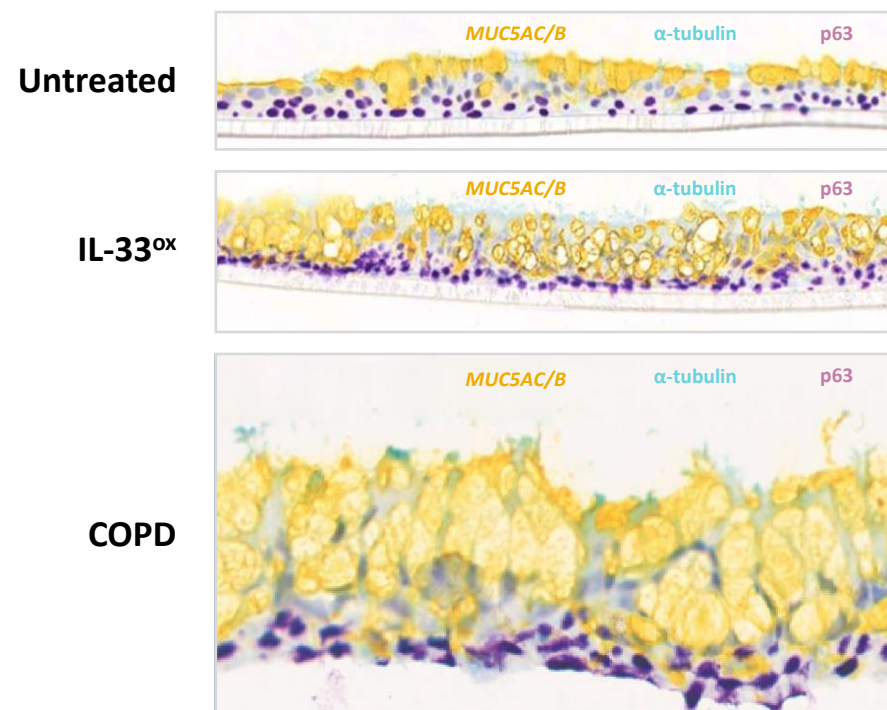 MUC5AC/B α-tubulin p63
Untreated
MUC5AC/B α-tubulin p63
IL-33ᵒˣ
MUC5AC/B α-tubulin p63
COPD